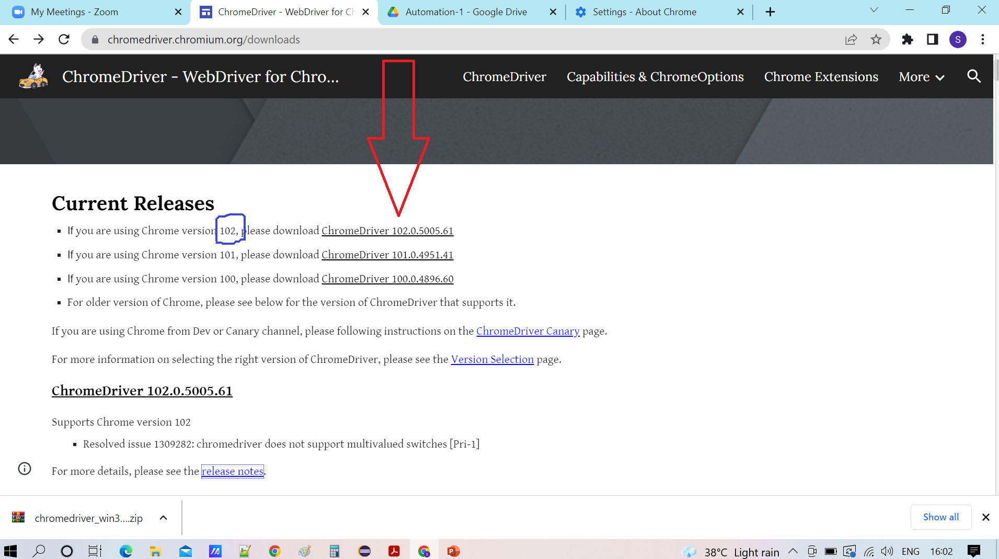 My Meetings - Zoom
ChromeDriver - WebDriver for Ch
Automation-1 - Google Drive
Settings - About Chrome
chromedriver.chromium.org/downloads
S
ChromeDriver - WebDriver for Chro...
ChromeDriver
Capabilities & ChromeOptions
Chrome Extensions
More
Current Releases
If you are using Chrome version 102, please download ChromeDriver 102.0.5005.61
If you are using Chrome version 101, please download ChromeDriver 101.0.4951.41
If you are using Chrome version 100, please download ChromeDriver 100.0.4896.60
For older version of Chrome, please see below for the version of ChromeDriver that supports it.
If you are using Chrome from Dev or Canary channel, please following instructions on the ChromeDriver Canary page.
For more information on selecting the right version of ChromeDriver, please see the Version Selection page.
ChromeDriver 102.0.5005.61
Supports Chrome version 102
Resolved issue 1309282: chromedriver does not support multivalued switches [Pri-1]
For more details, please see the release notes.
chromedriver_win3....zip
Show all
38°C Light rain
ENG
16:02